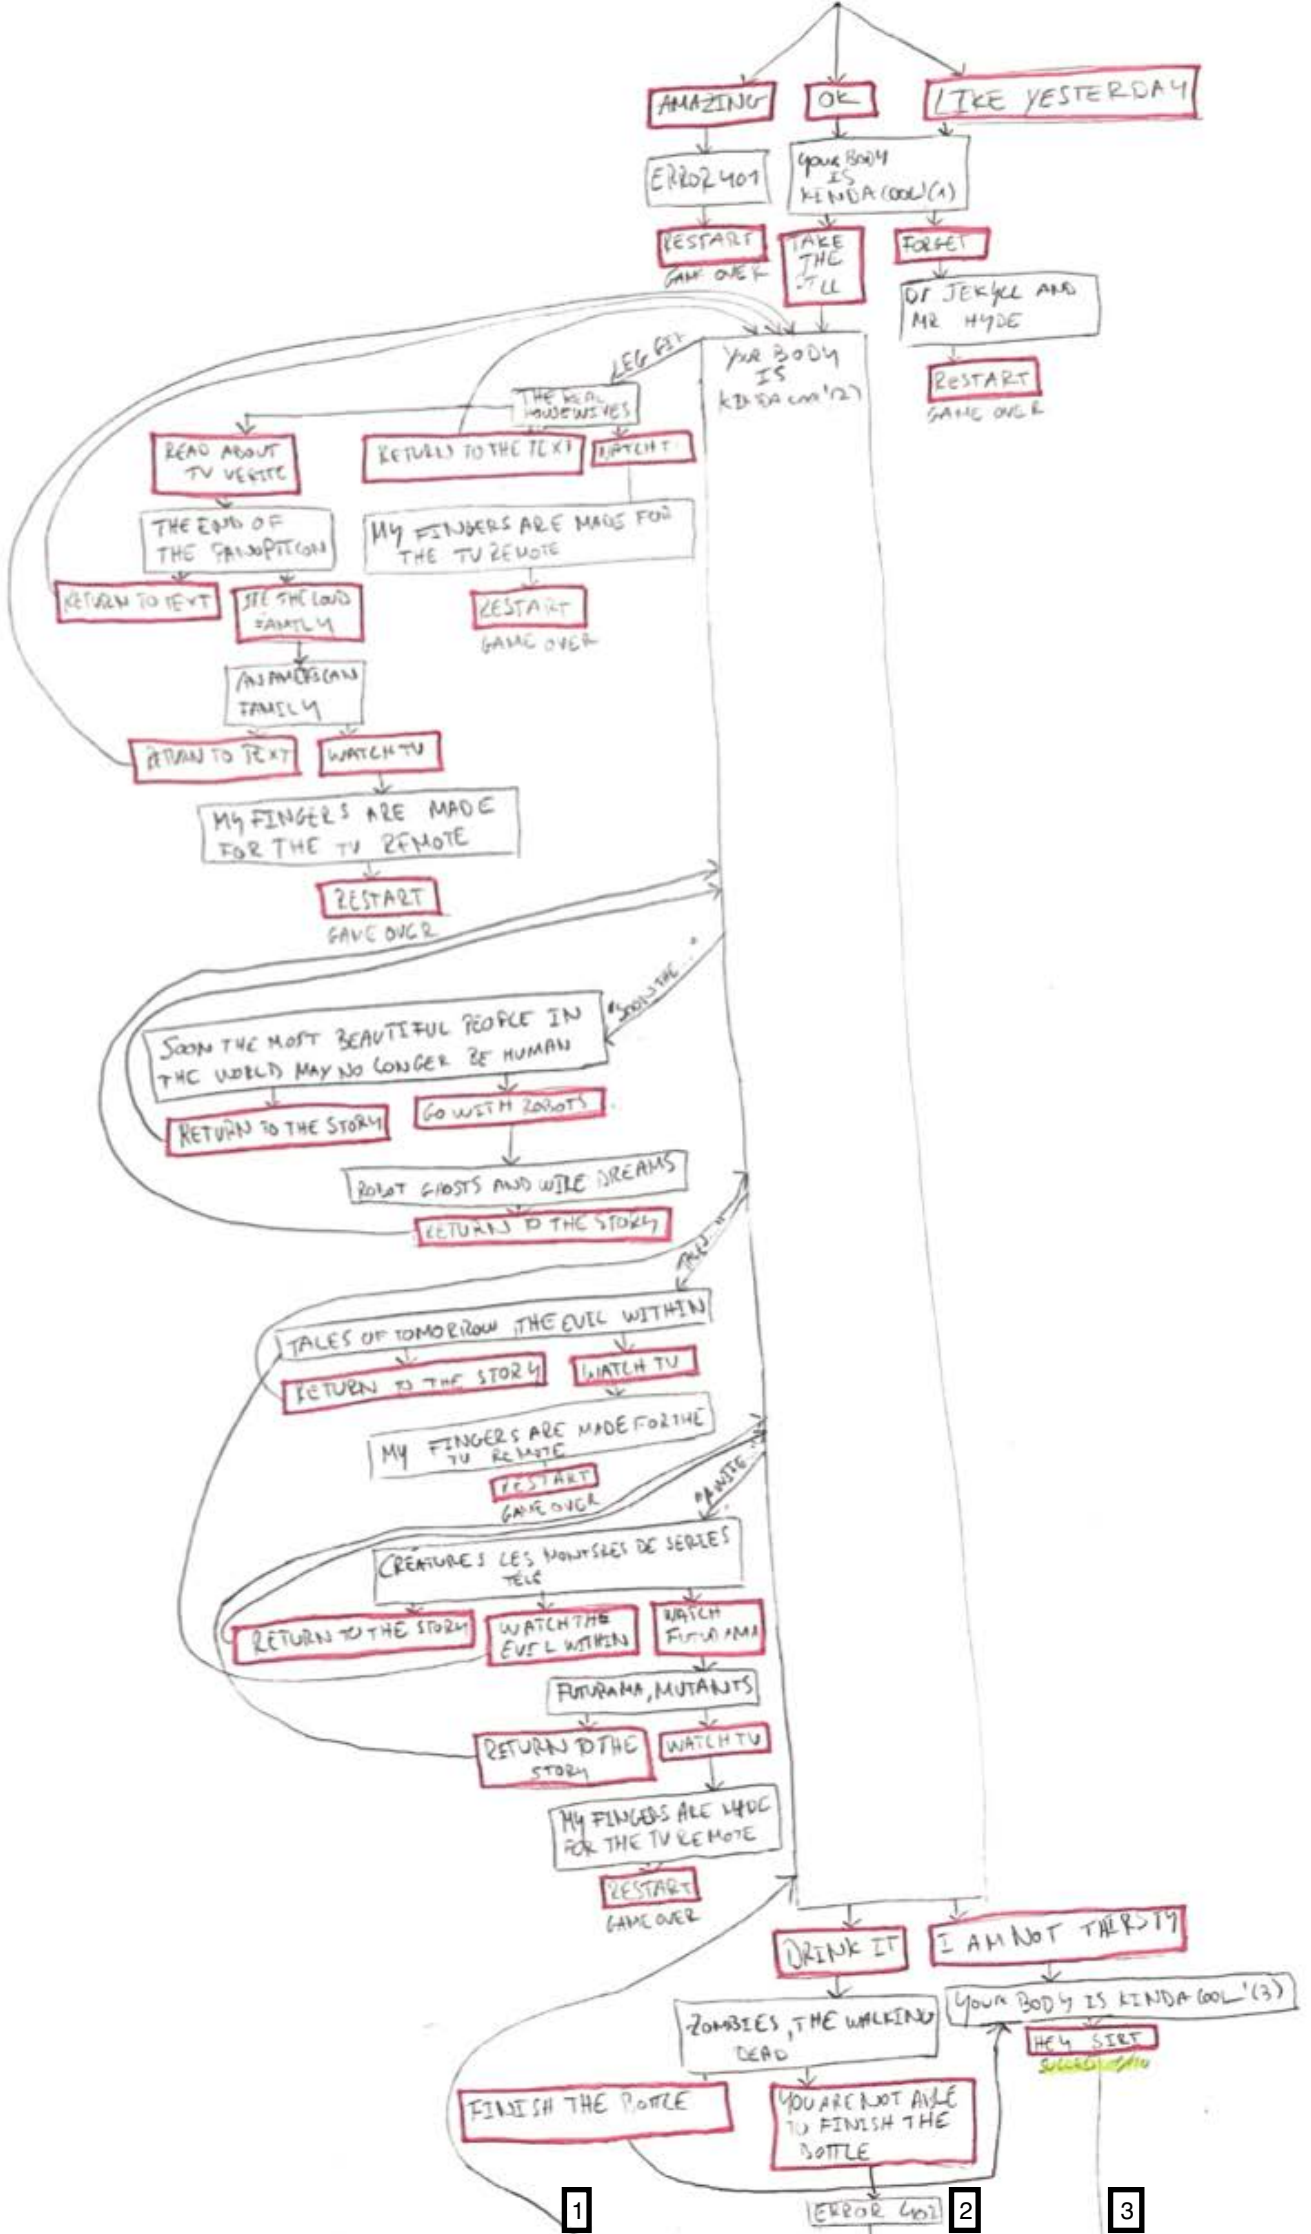 AMAZING
OK
LIKE YESTERDAY
ERROR 401
YOUR BODY
IS
KINDA COOL'(1)
RESTART
GAME OVER
TAKE
THE
FORGET
DR JEKYLL AND
MR HYDE
RESTART
GAME OVER
YOUR BODY
IS
KINDA COOL'(2)
THE REAL
HOUSEWIVES
READ ABOUT
TV VERITE
RETURN TO THE TEXT
WATCH T
THE END OF
THE PANOPTICON
MY FINGERS ARE MADE FOR
THE TV REMOTE
RETURN TO TEXT
SEE THE LOUD
FAMILY
RESTART
GAME OVER
AN AMERICAN
FAMILY
RETURN TO TEXT
WATCH TV
MY FINGERS ARE MADE
FOR THE TV REMOTE
RESTART
GAME OVER
"SOON THE..."
SOON THE MOST BEAUTIFUL PEOPLE IN
THE WORLD MAY NO LONGER BE HUMAN
RETURN TO THE STORY
GO WITH ROBOTS
ROBOT GHOSTS AND WIRE DREAMS
RETURN TO THE STORY
TALES OF TOMORROW, THE EVIL WITHIN
RETURN TO THE STORY
WATCH TV
MY FINGERS ARE MADE FOR THE
TV REMOTE
RESTART
GAME OVER
CREATURES LES MONTSRES DE SERIES
TELE
RETURN TO THE STORY
WATCH THE
EVIL WITHIN
WATCH
FUTURAMA
FUTURAMA, MUTANTS
RETURN TO THE
STORY
WATCH TV
MY FINGERS ARE MADE
FOR THE TV REMOTE
RESTART
GAME OVER
DRINK IT
I AM NOT THIRSTY
ZOMBIES, THE WALKING
DEAD
YOUR BODY IS KINDA COOL'(3)
HEY SIRI
FINISH THE BOTTLE
YOU ARE NOT ABLE
TO FINISH THE
BOTTLE
ERROR 402
1
2
3